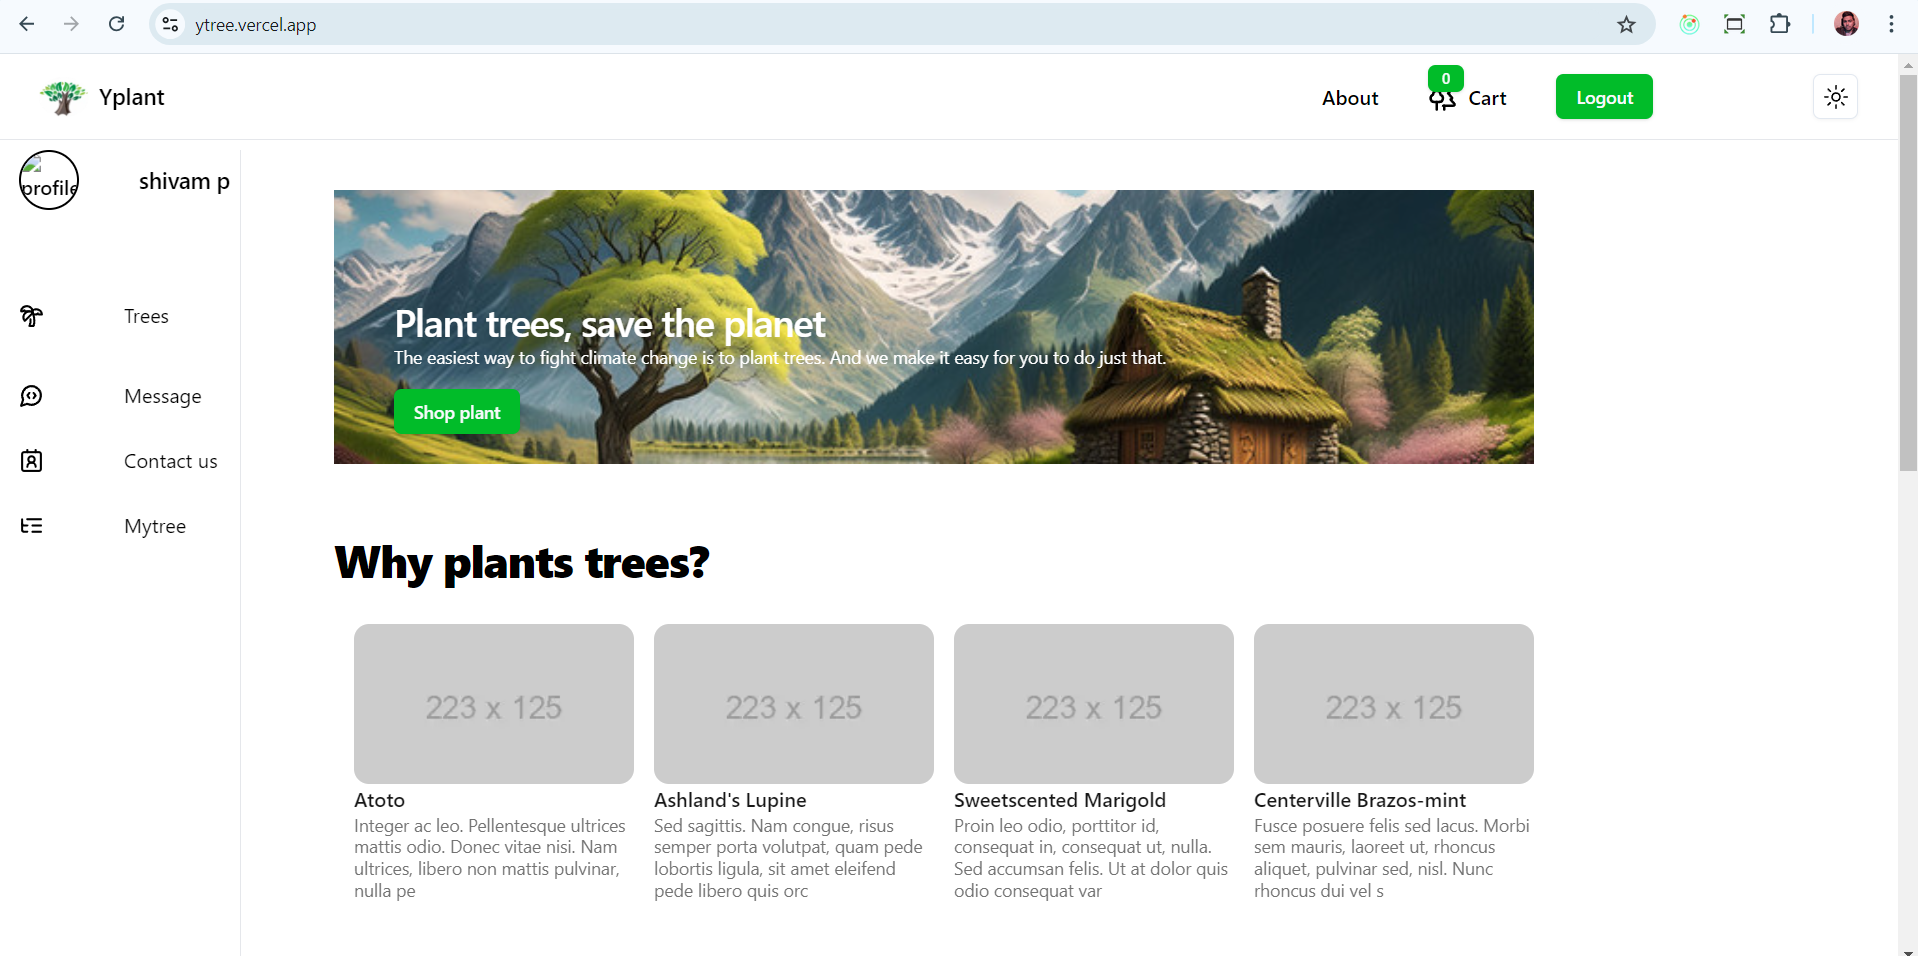 ytree.vercel.app
Yplant
About
0
Cart
Logout
profile
shivam p
Trees
Message
Contact us
Mytree
Plant trees, save the planet
The easiest way to fight climate change is to plant trees. And we make it easy for you to do just that.
Shop plant
Why plants trees?
223 x 125
223 x 125
223 x 125
223 x 125
Atoto
Integer ac leo. Pellentesque ultrices
mattis odio. Donec vitae nisi. Nam
ultrices, libero non mattis pulvinar,
nulla pe
Ashland's Lupine
Sed sagittis. Nam congue, risus
semper porta volutpat, quam pede
lobortis ligula, sit amet eleifend
pede libero quis orc
Sweetscented Marigold
Proin leo odio, porttitor id,
consequat in, consequat ut, nulla.
Sed accumsan felis. Ut at dolor quis
odio consequat var
Centerville Brazos-mint
Fusce posuere felis sed lacus. Morbi
sem mauris, laoreet ut, rhoncus
aliquet, pulvinar sed, nisl. Nunc
rhoncus dui vel s